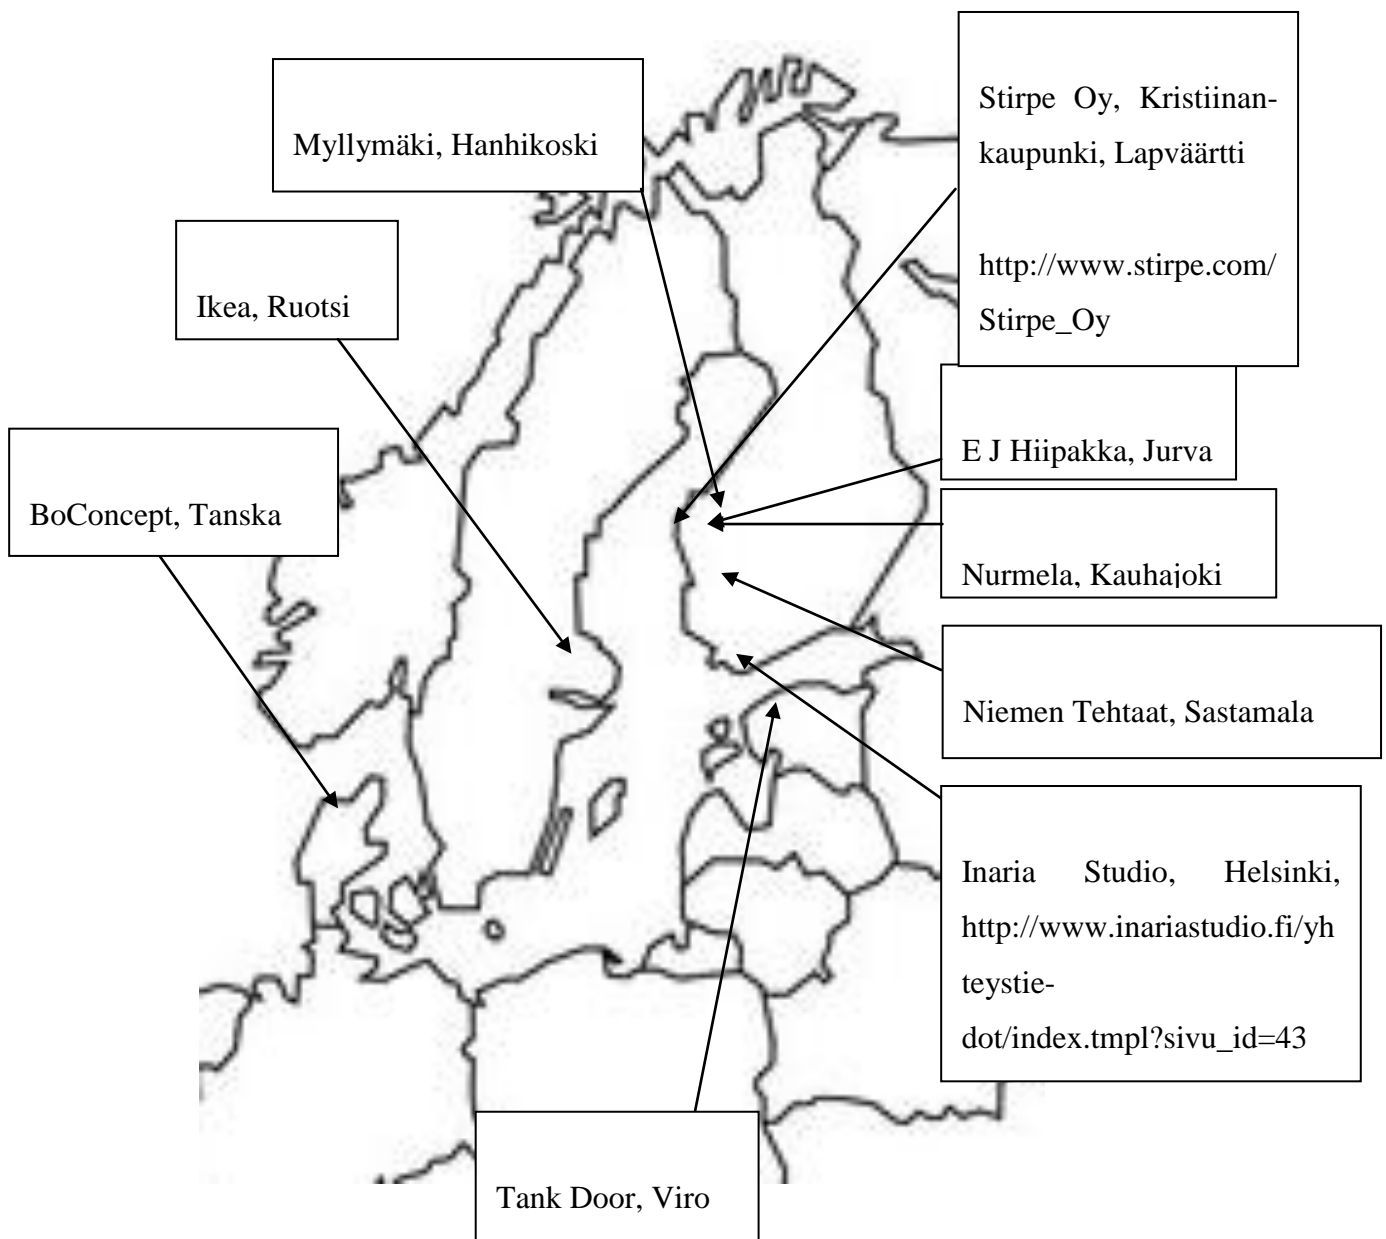 Myllymäki, Hanhikoski
Stirpe Oy, Kristiinan-
kaupunki, Lapväärtti
http://www.stirpe.com/
Stirpe_Oy
Ikea, Ruotsi
E J Hiipakka, Jurva
BoConcept, Tanska
Nurmela, Kauhajoki
Niemen Tehtaat, Sastamala
Inaria Studio, Helsinki,
http://www.inariastudio.fi/yh
teystie-
dot/index.tmpl?sivu_id=43
Tank Door, Viro